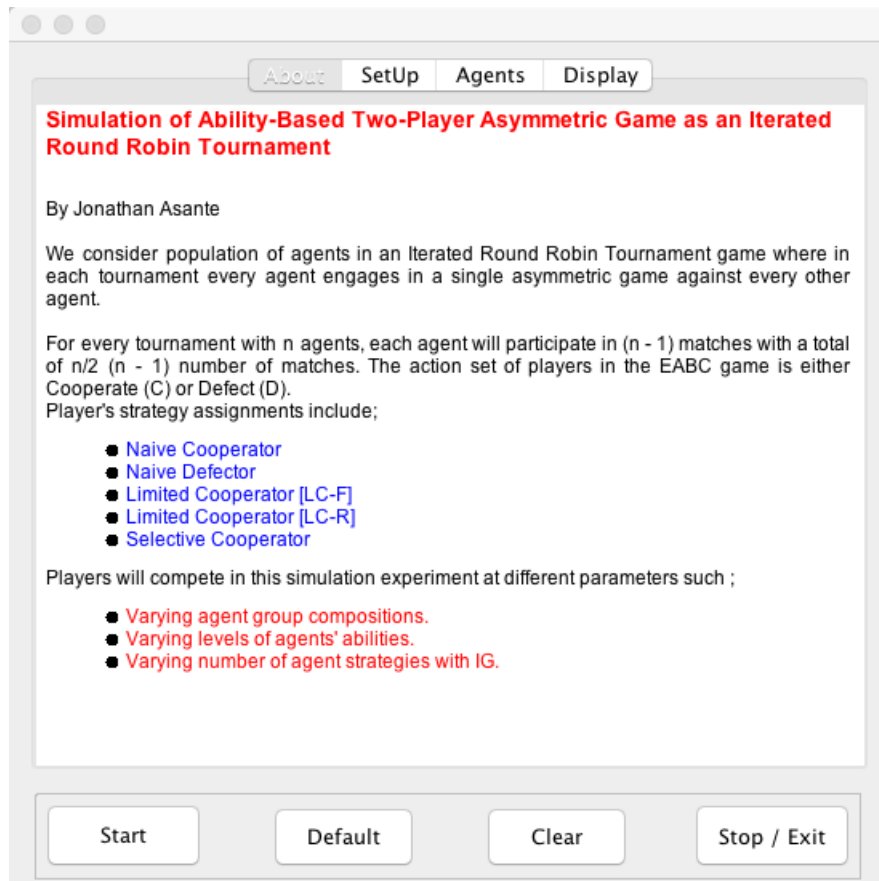 About SetUp Agents Display
Simulation of Ability-Based Two-Player Asymmetric Game as an Iterated
Round Robin Tournament
By Jonathan Asante
We consider population of agents in an Iterated Round Robin Tournament game where in
each tournament every agent engages in a single asymmetric game against every other
agent.
For every tournament with n agents, each agent will participate in (n - 1) matches with a total
of n/2 (n - 1) number of matches. The action set of players in the EABC game is either
Cooperate (C) or Defect (D).
Player's strategy assignments include;
● Naive Cooperator
● Naive Defector
● Limited Cooperator [LC-F]
● Limited Cooperator [LC-R]
● Selective Cooperator
Players will compete in this simulation experiment at different parameters such ;
● Varying agent group compositions.
● Varying levels of agents' abilities.
● Varying number of agent strategies with IG.
Start Default Clear Stop / Exit